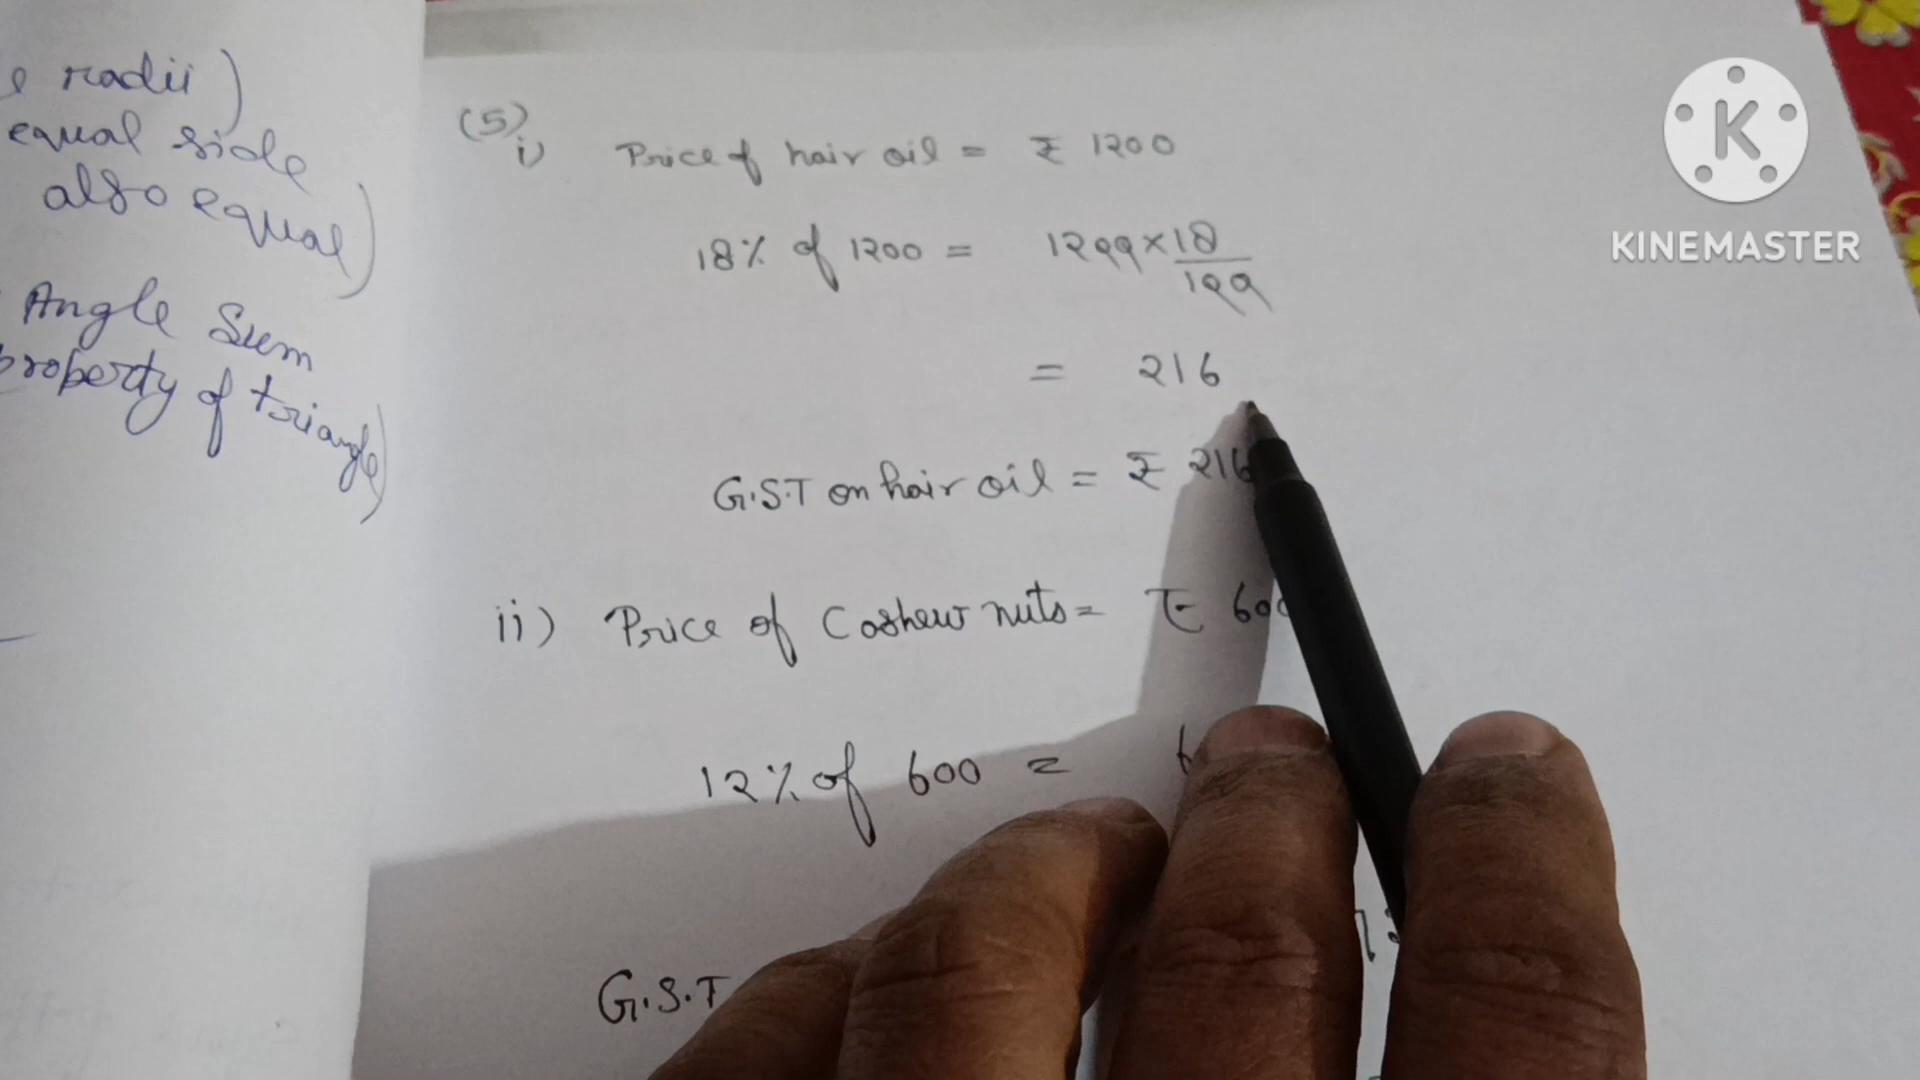 radii)
equal side
also equal)
Angle Sum
property of triangle)
(5)
i) Price of hair oil = ₹ 1200
18% of 1200 = 1200 × 18
100
= 216
G.S.T on hair oil = ₹ 216
ii) Price of Cashew nuts = ₹ 600
12% of 600 =
G.S.T
KINEMASTER